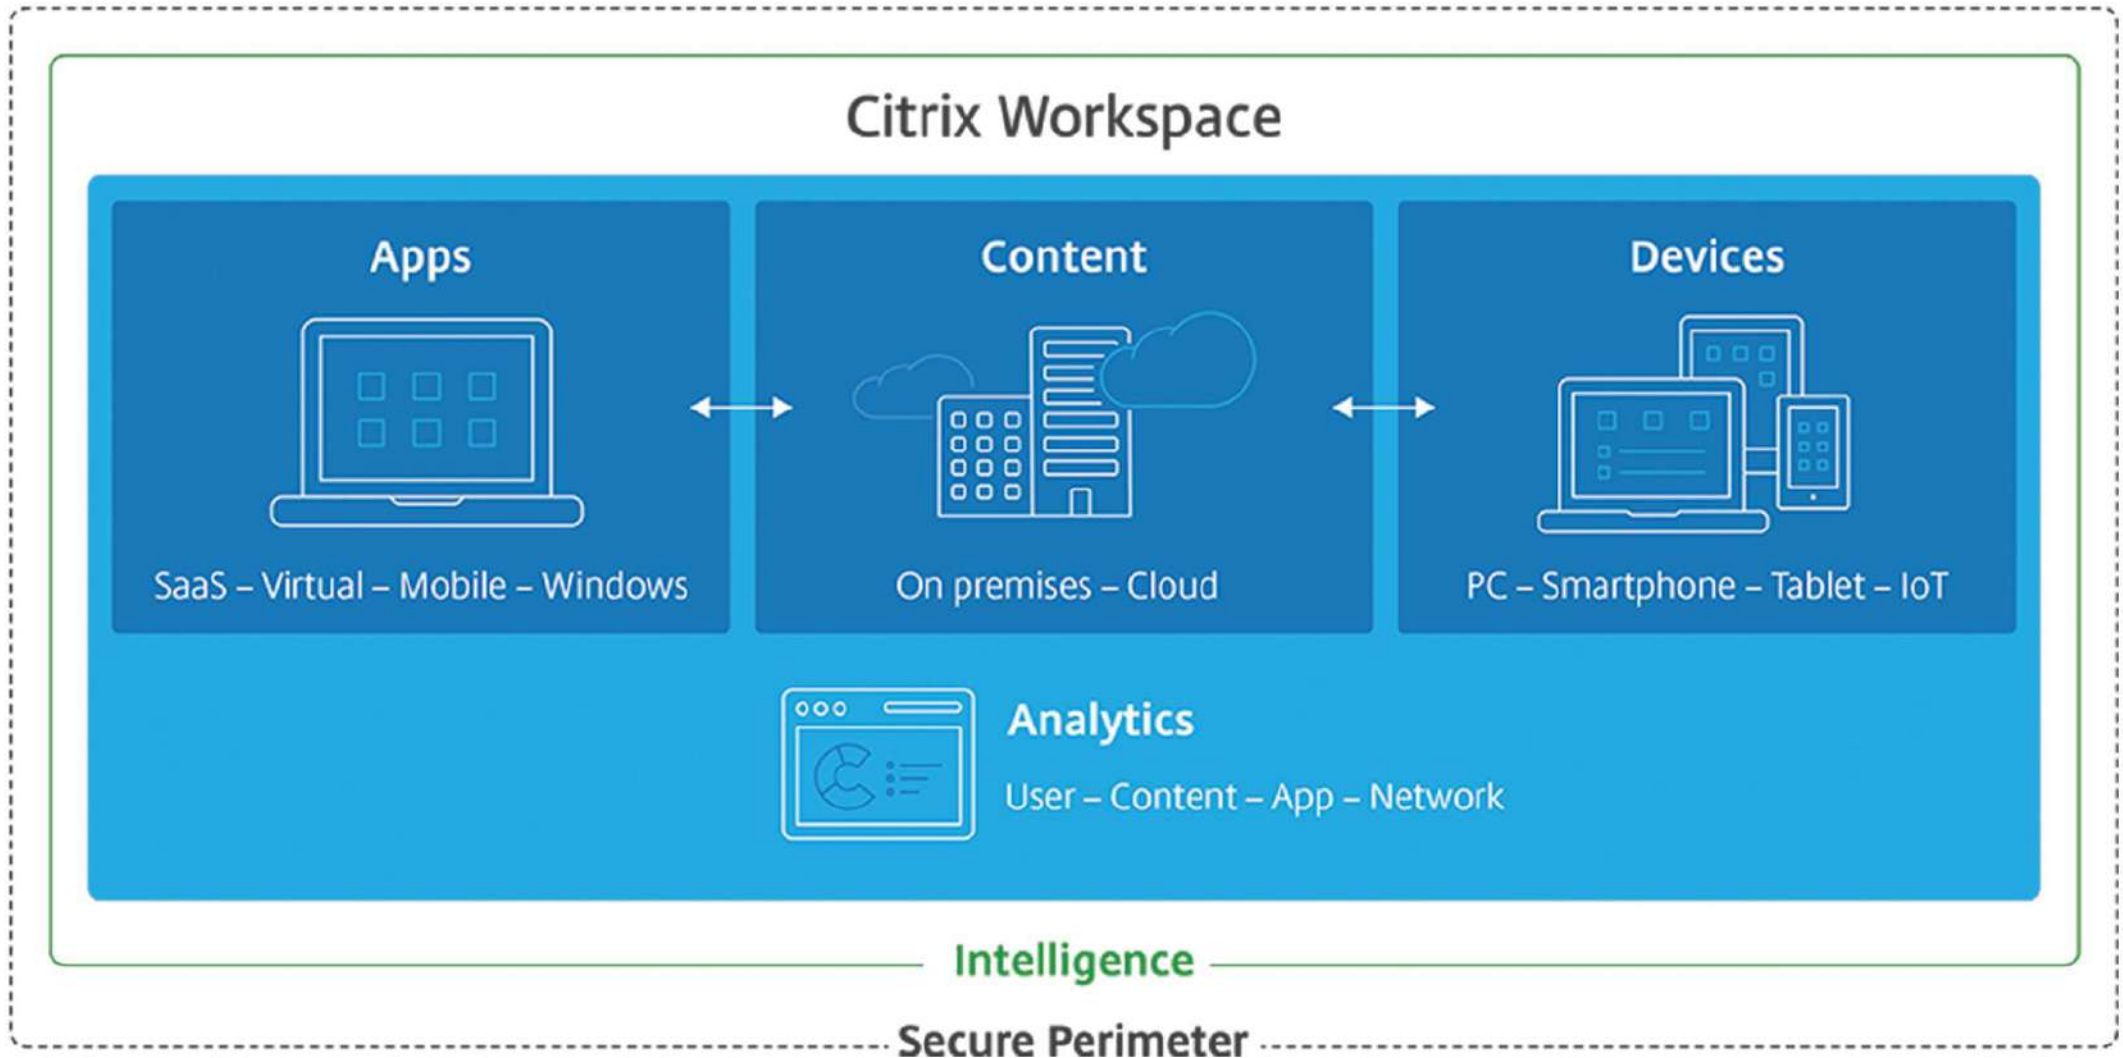 Citrix Workspace
Apps
Content
Devices
SaaS – Virtual – Mobile – Windows
On premises – Cloud
PC – Smartphone – Tablet – IoT
Analytics
User – Content – App – Network
Intelligence
Secure Perimeter